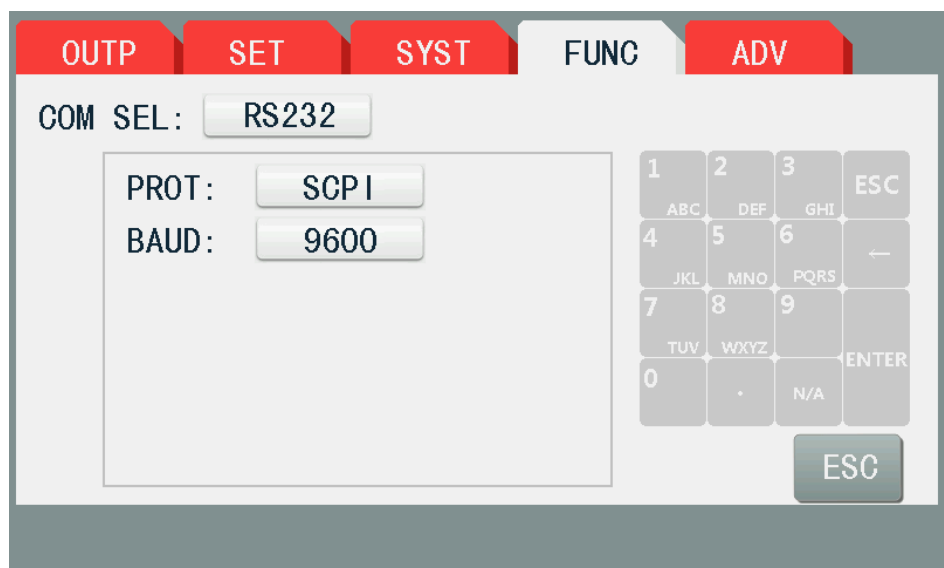 OUTP SET SYST FUNC ADV
COM SEL: RS232
PROT: SCPI
BAUD: 9600
1 ABC 2 DEF 3 GHI ESC
4 JKL 5 MNO 6 PQRS ←
7 TUV 8 WXYZ 9 ENTER
0 . N/A
ESC